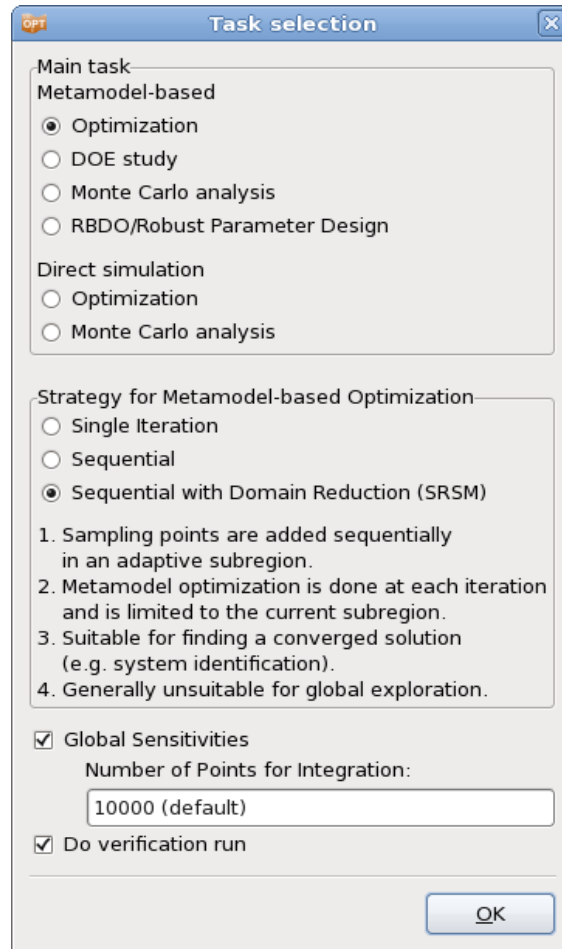 OPT
Task selection
Main task
Metamodel-based
Optimization
DOE study
Monte Carlo analysis
RBDO/Robust Parameter Design
Direct simulation
Optimization
Monte Carlo analysis
Strategy for Metamodel-based Optimization
Single Iteration
Sequential
Sequential with Domain Reduction (SRSM)
1. Sampling points are added sequentially
in an adaptive subregion.
2. Metamodel optimization is done at each iteration
and is limited to the current subregion.
3. Suitable for finding a converged solution
(e.g. system identification).
4. Generally unsuitable for global exploration.
Global Sensitivities
Number of Points for Integration:
10000 (default)
Do verification run
OK